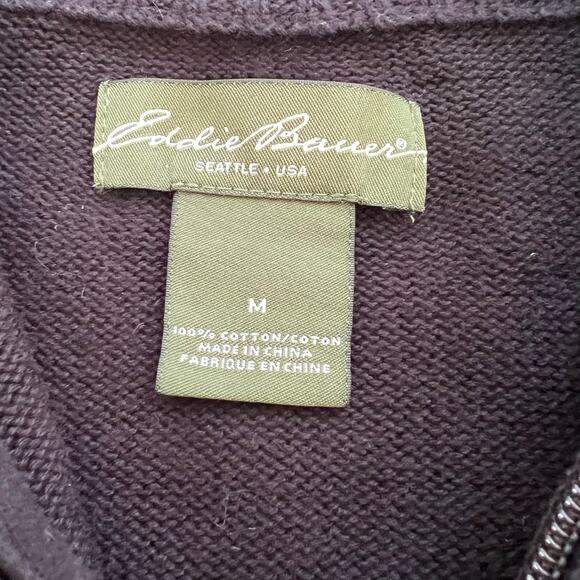 Eddie Bauer®
SEATTLE • USA
M
100% COTTON/COTON
MADE IN CHINA
FABRIQUE EN CHINE